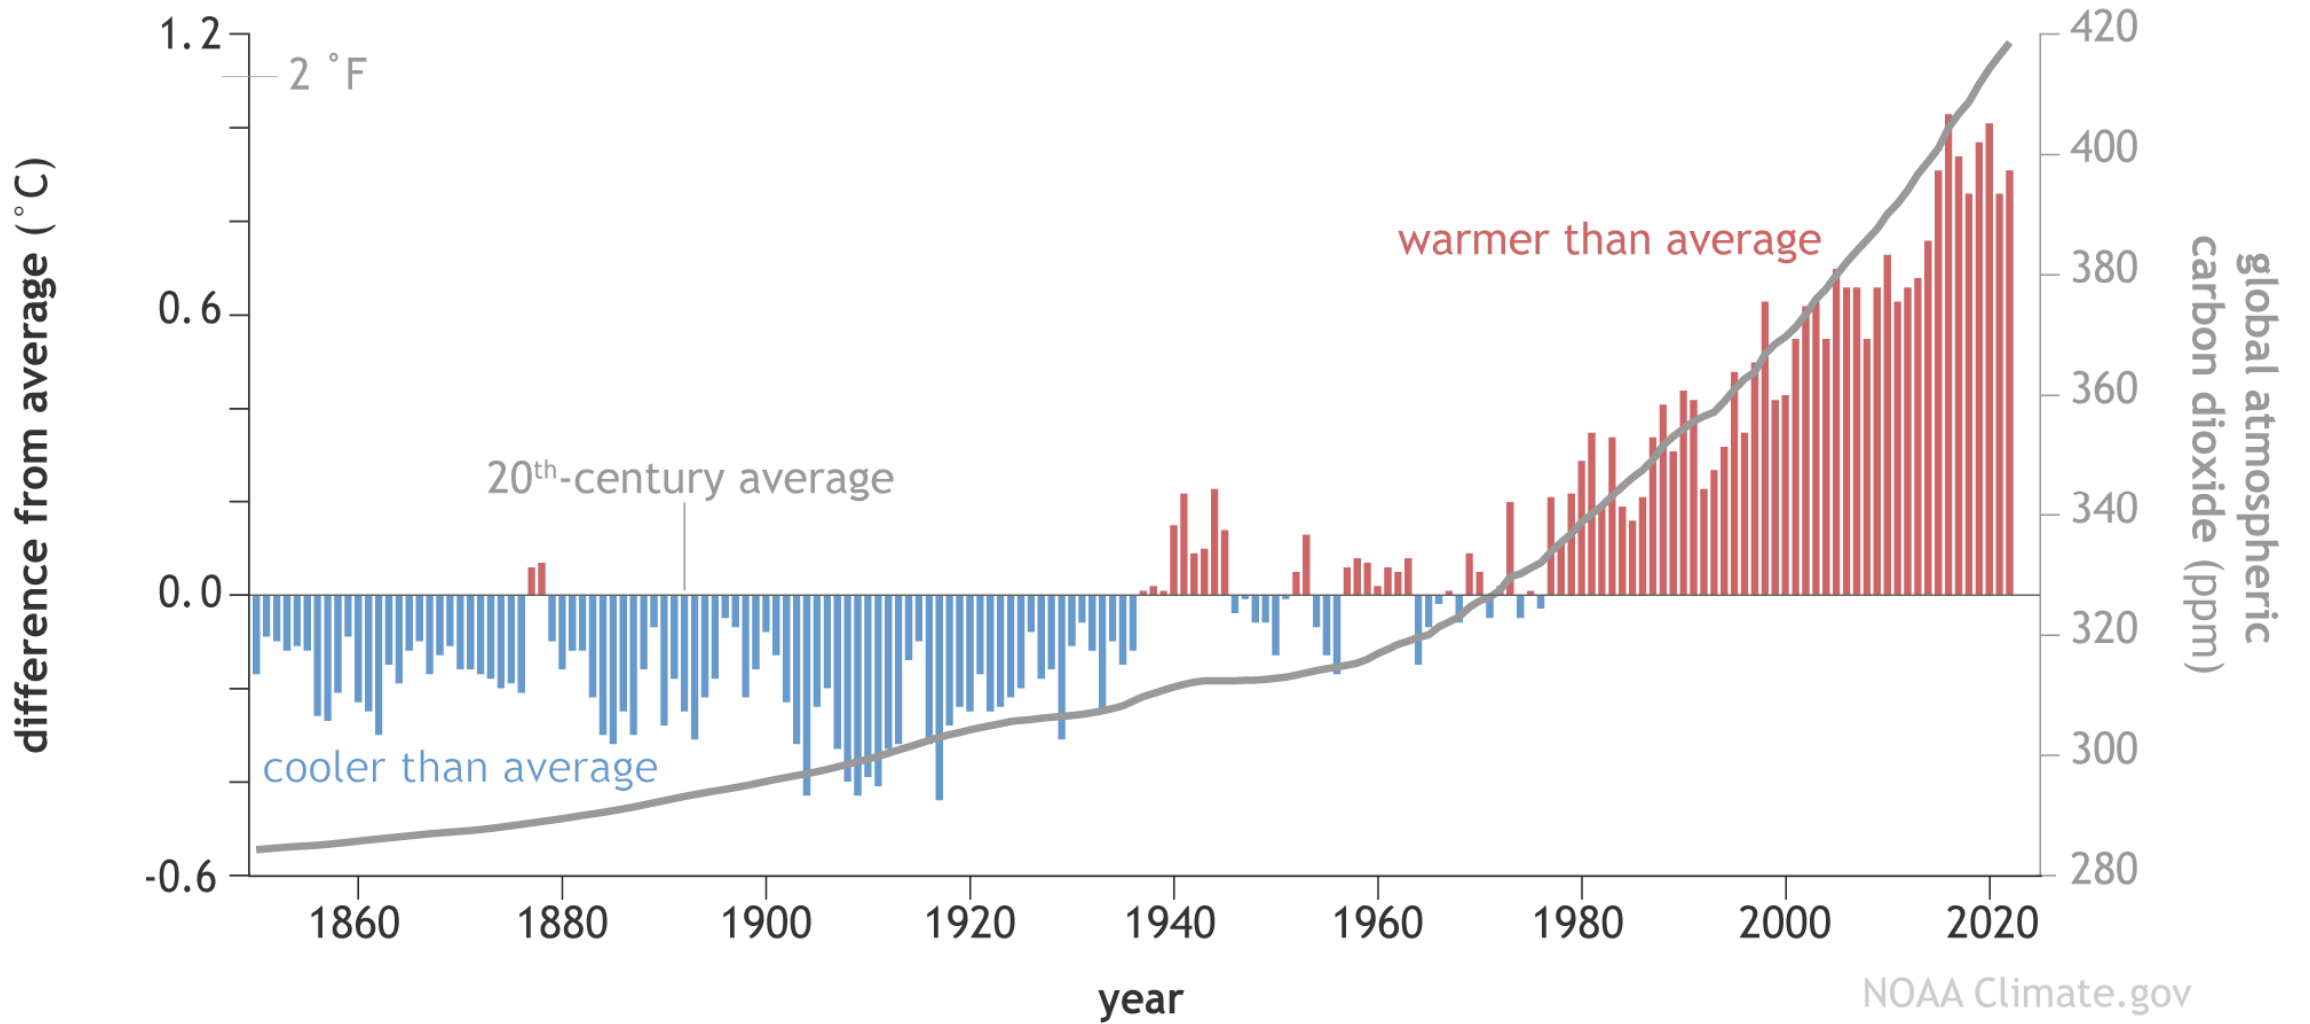 1.2
2 °F
0.6
0.0
-0.6
difference from average (°C)
420
400
380
360
340
320
300
280
global atmospheric
carbon dioxide (ppm)
warmer than average
20th-century average
cooler than average
1860 1880 1900 1920 1940 1960 1980 2000 2020
year
NOAA Climate.gov